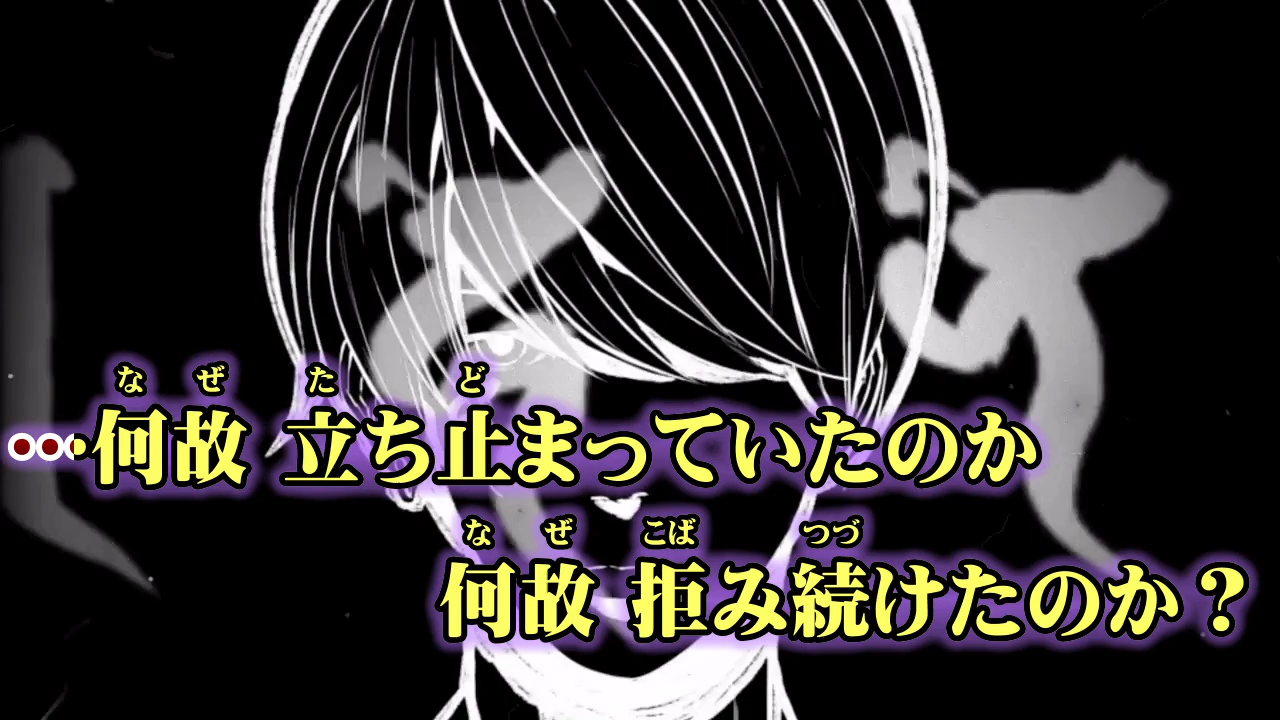 な ぜ た ど
何故 立ち止まっていたのか
な ぜ こば つづ
何故 拒み続けたのか？